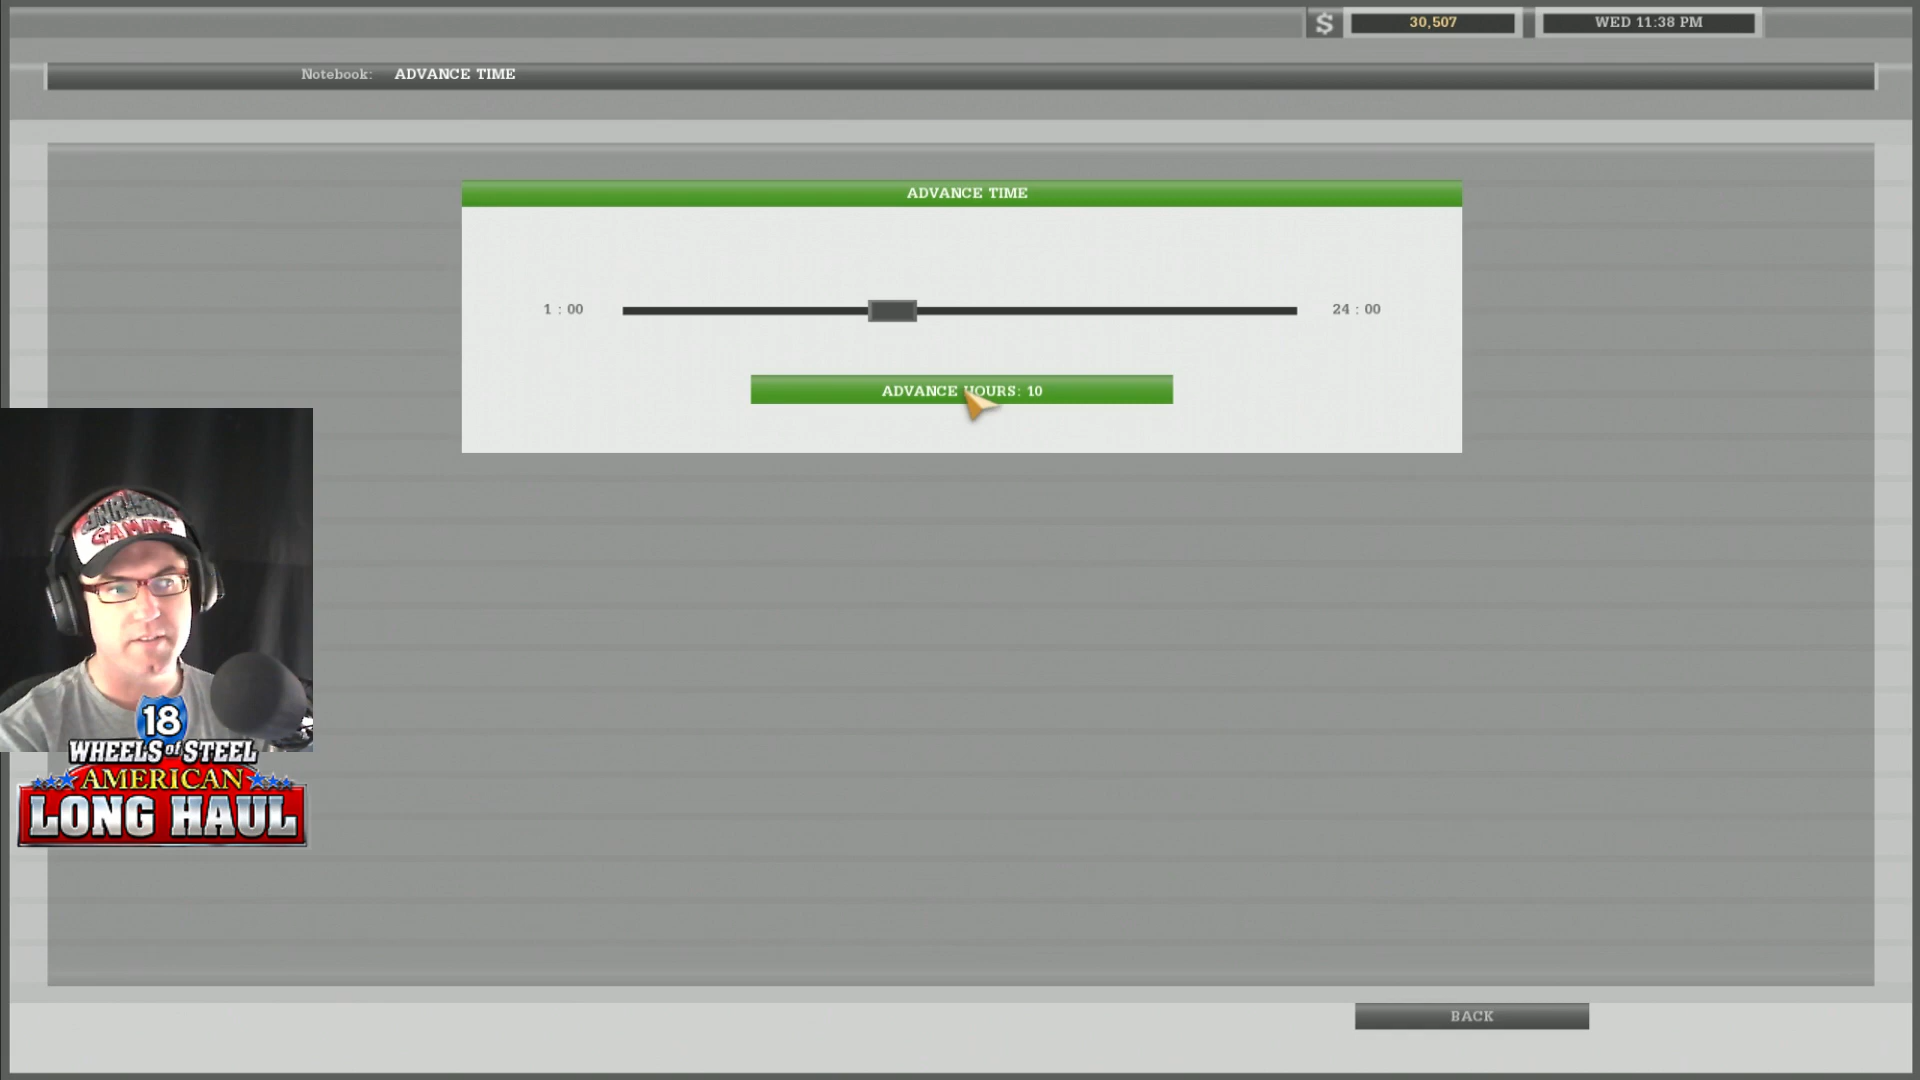 $ 30,507 WED 11:38 PM
Notebook: ADVANCE TIME
ADVANCE TIME
1 : 00 24 : 00
ADVANCE HOURS: 10
GAMING
18
WHEELS of STEEL
AMERICAN
LONG HAUL
BACK